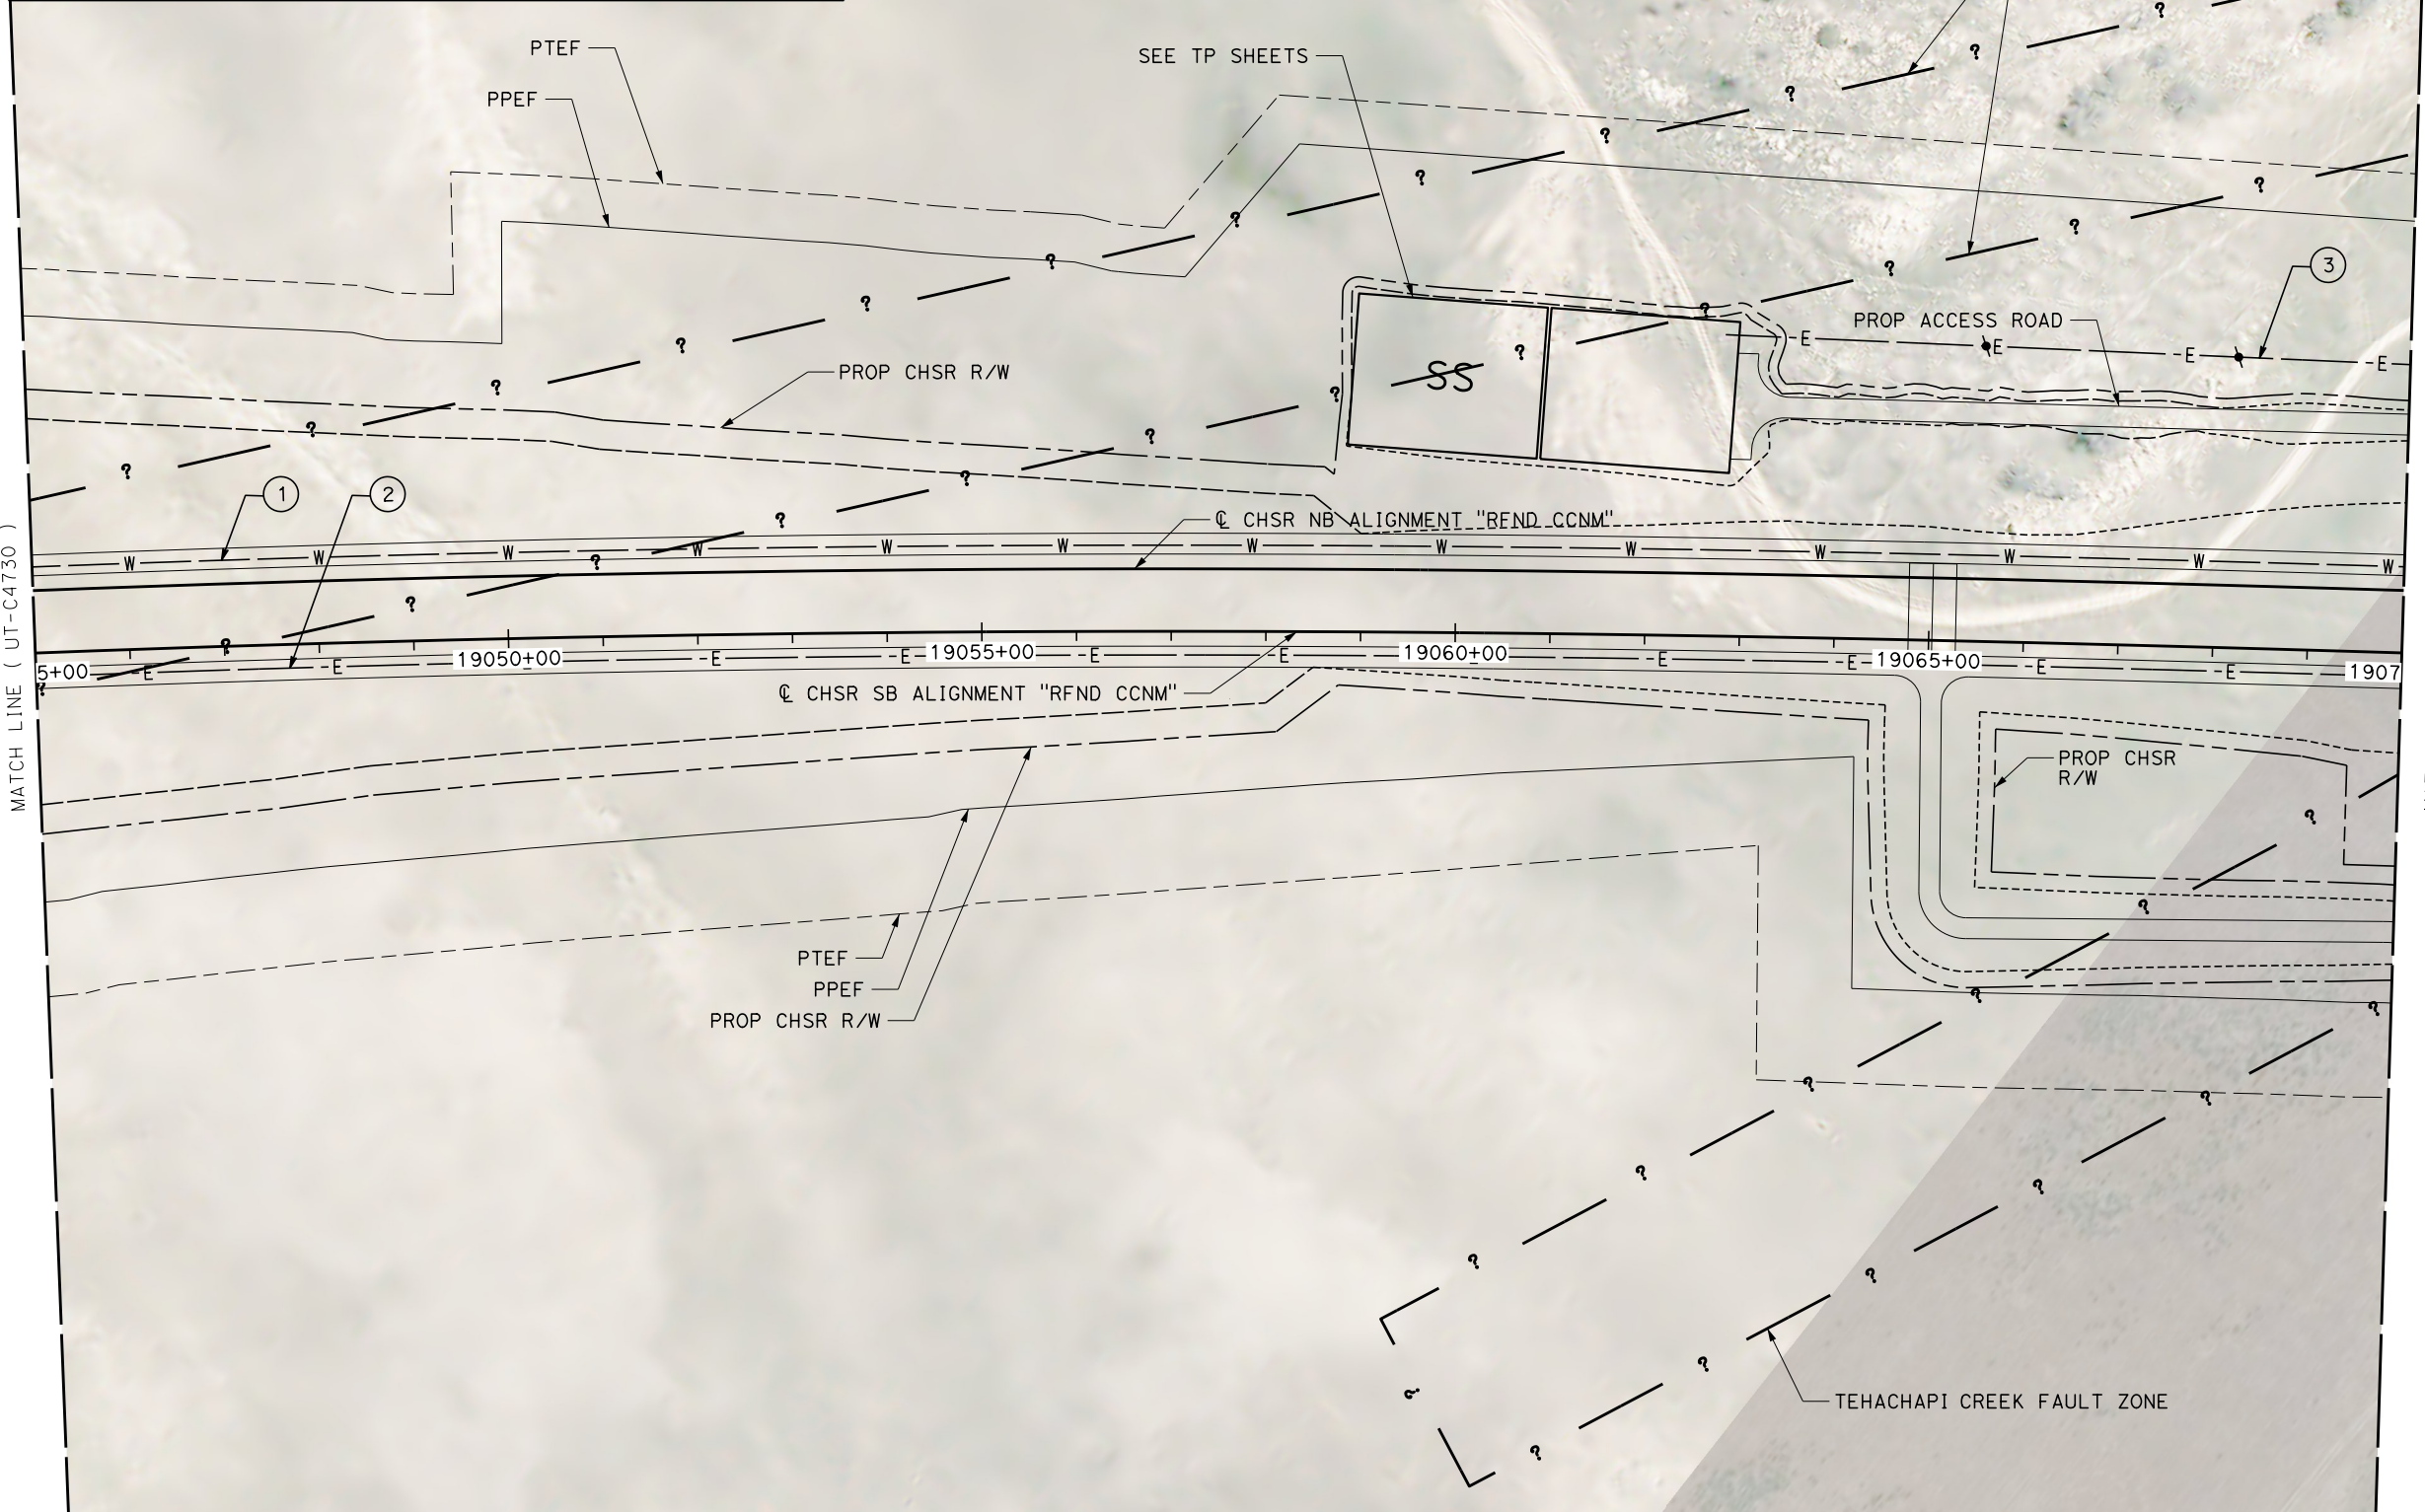 PTEF
SEE TP SHEETS
PPEF
3
PROP ACCESS ROAD
E E E E
? ? ? ? ? ? ? ? ? ? ? ? ? ? ? ?
PROP CHSR R/W
SS
1
2
℄ CHSR NB ALIGNMENT "RFND CCNM"
W W W W W W W W W W W W W
MATCH LINE ( UT-C4730 )
5+00
19050+00
19055+00
19060+00
19065+00
1907
E E E E E E E E E E
℄ CHSR SB ALIGNMENT "RFND CCNM"
PROP CHSR
R/W
PTEF
PPEF
PROP CHSR R/W
TEHACHAPI CREEK FAULT ZONE